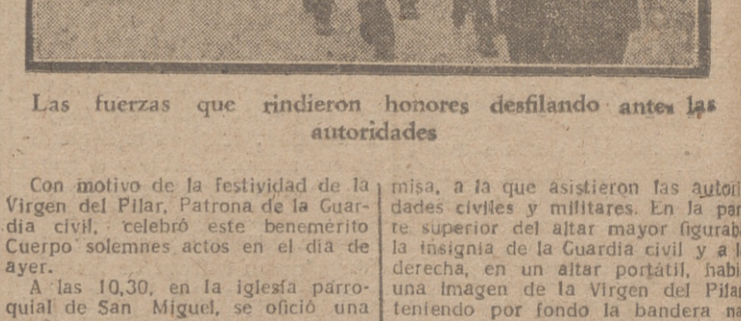 Las fuerzas que rindieron honores desfilando antes las
autoridades
Con motivo de la festividad de la
Virgen del Pilar, Patrona de la Guar-
dia civil, celebró este benemérito
Cuerpo solemnes actos en el día de
ayer.
A las 10,30, en la iglesia parro-
quial de San Miguel, se ofició una
misa, a la que asistieron las autori
dades civiles y militares. En la par
te superior del altar mayor figurab
la insignia de la Guardia civil y a l
derecha, en un altar portátil, habi
una imagen de la Virgen del Pilar
teniendo por fondo la bandera na